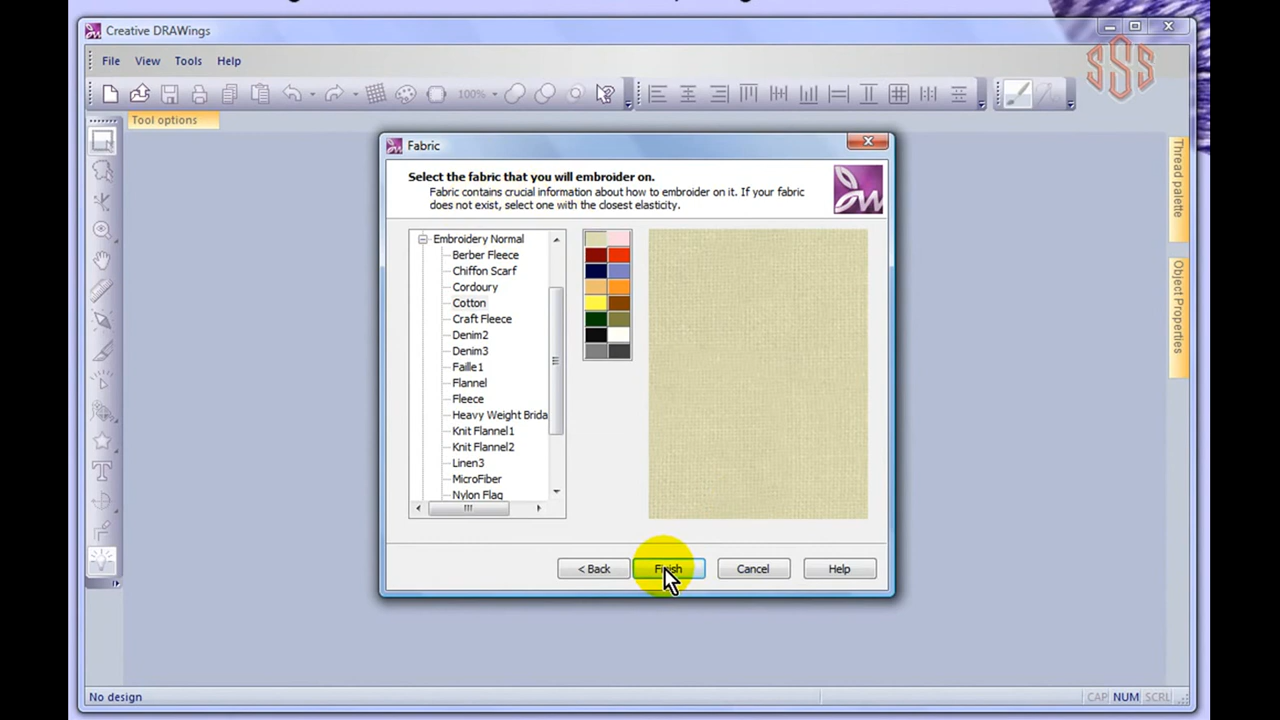 Creative DRAWings
SSS
File View Tools Help
100%
Tool options
Fabric
Select the fabric that you will embroider on.
Fabric contains crucial information about how to embroider on it. If your fabric
does not exist, select one with the closest elasticity.
Embroidery Normal
Berber Fleece
Chiffon Scarf
Cordoury
Cotton
Craft Fleece
Denim2
Denim3
Faille1
Flannel
Fleece
Heavy Weight Brida
Knit Flannel1
Knit Flannel2
Linen3
MicroFiber
Nylon Flag
< Back Finish Cancel Help
Thread palette
Object Properties
No design
CAP NUM SCRL